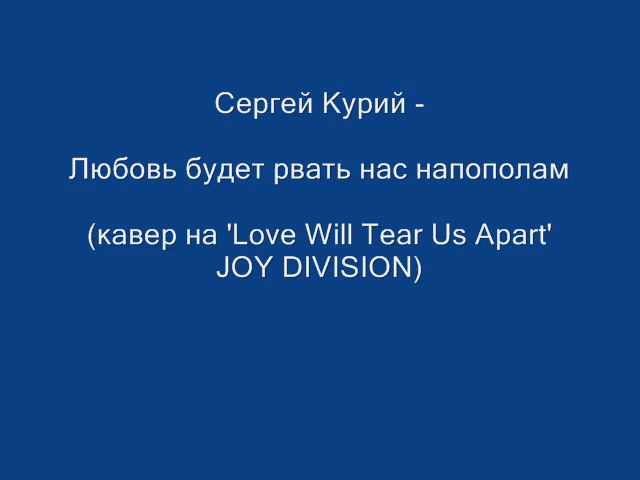 Сергей Курий -
Любовь будет рвать нас напополам
(кавер на 'Love Will Tear Us Apart'
JOY DIVISION)